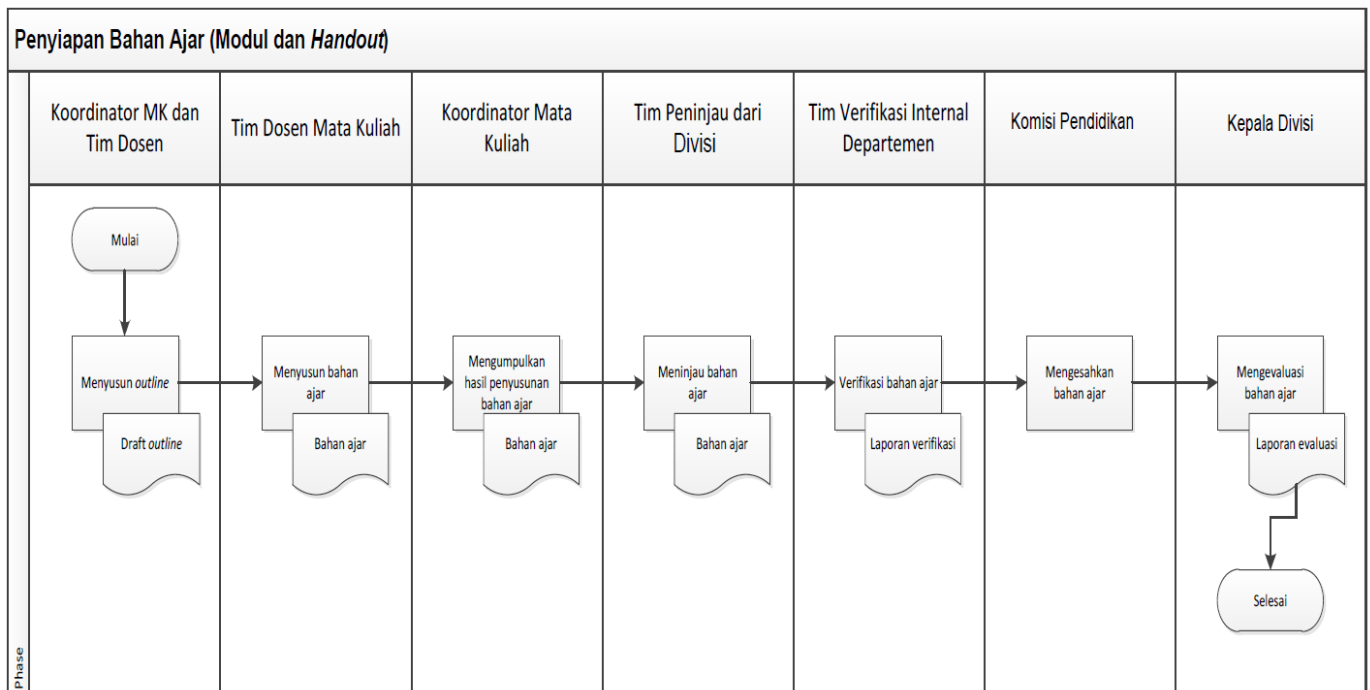 Penyiapan Bahan Ajar (Modul dan Handout)
Koordinator MK dan
Tim Dosen
Tim Dosen Mata Kuliah
Koordinator Mata
Kuliah
Tim Peninjau dari
Divisi
Tim Verifikasi Internal
Departemen
Komisi Pendidikan
Kepala Divisi
Mulai
Menyusun outline
Draft outline
Menyusun bahan
ajar
Bahan ajar
Mengumpulkan
hasil penyusunan
bahan ajar
Bahan ajar
Meninjau bahan
ajar
Bahan ajar
Verifikasi bahan ajar
Laporan verifikasi
Mengesahkan
bahan ajar
Mengevaluasi
bahan ajar
Laporan evaluasi
Selesai
Phase